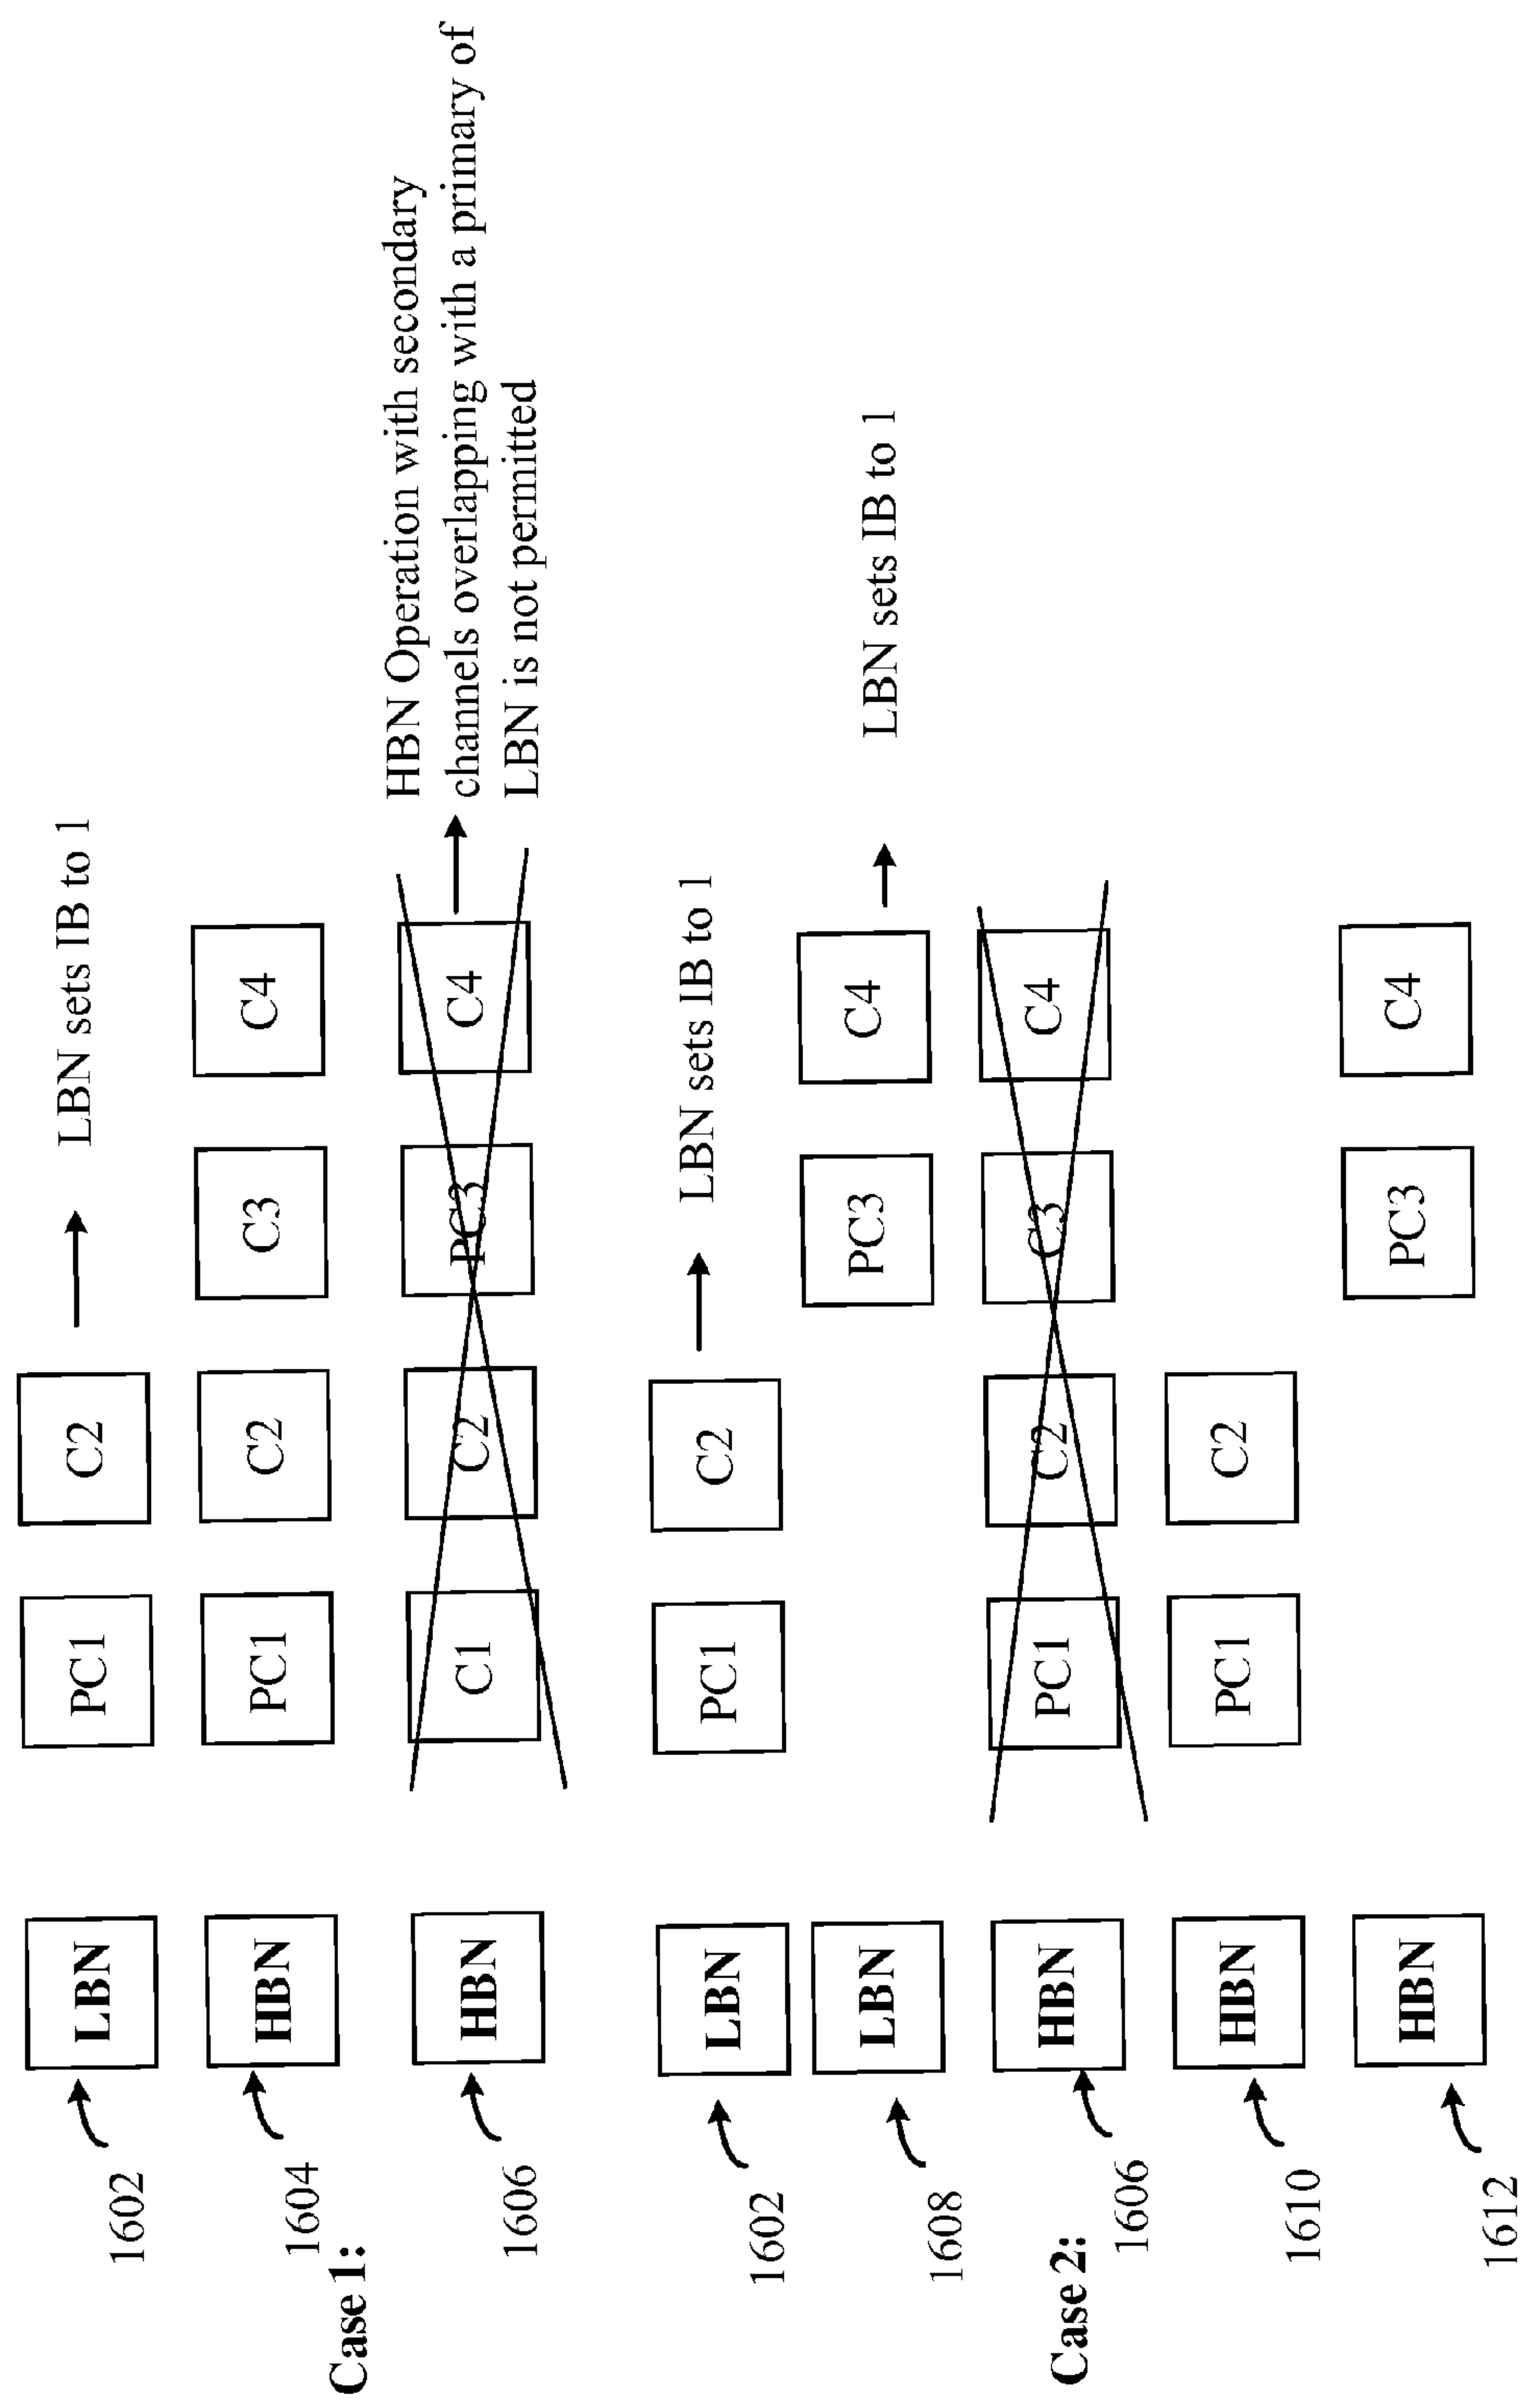 Case 1:
1602
LBN
PC1
C2
LBN sets IB to 1
1604
HBN
PC1
C2
C3
C4
1606
HBN
C1
C2
PC3
C4
HBN Operation with secondary
channels overlapping with a primary of
LBN is not permitted
Case 2:
1602
LBN
PC1
C2
LBN sets IB to 1
1608
LBN
PC3
C4
LBN sets IB to 1
1606
HBN
PC1
C2
C3
C4
1610
HBN
PC1
C2
1612
HBN
PC3
C4